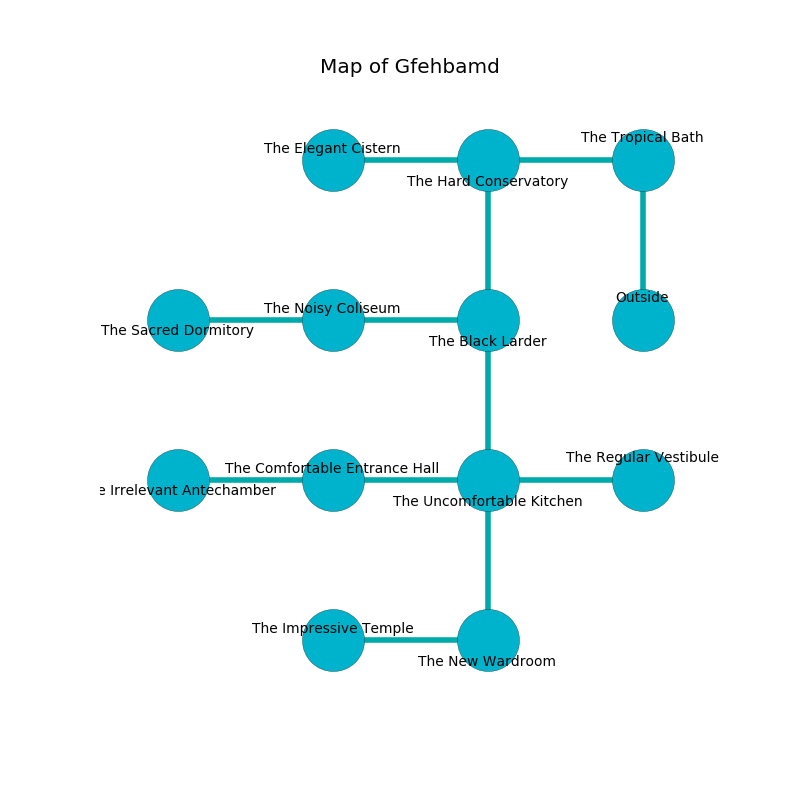 Map of Gfehbamd
The Tropical Bath
The Elegant Cistern
The Hard Conservatory
Outside
The Noisy Coliseum
The Sacred Dormitory
The Black Larder
The Regular Vestibule
The Comfortable Entrance Hall
e Irrelevant Antechamber
The Uncomfortable Kitchen
The Impressive Temple
The New Wardroom